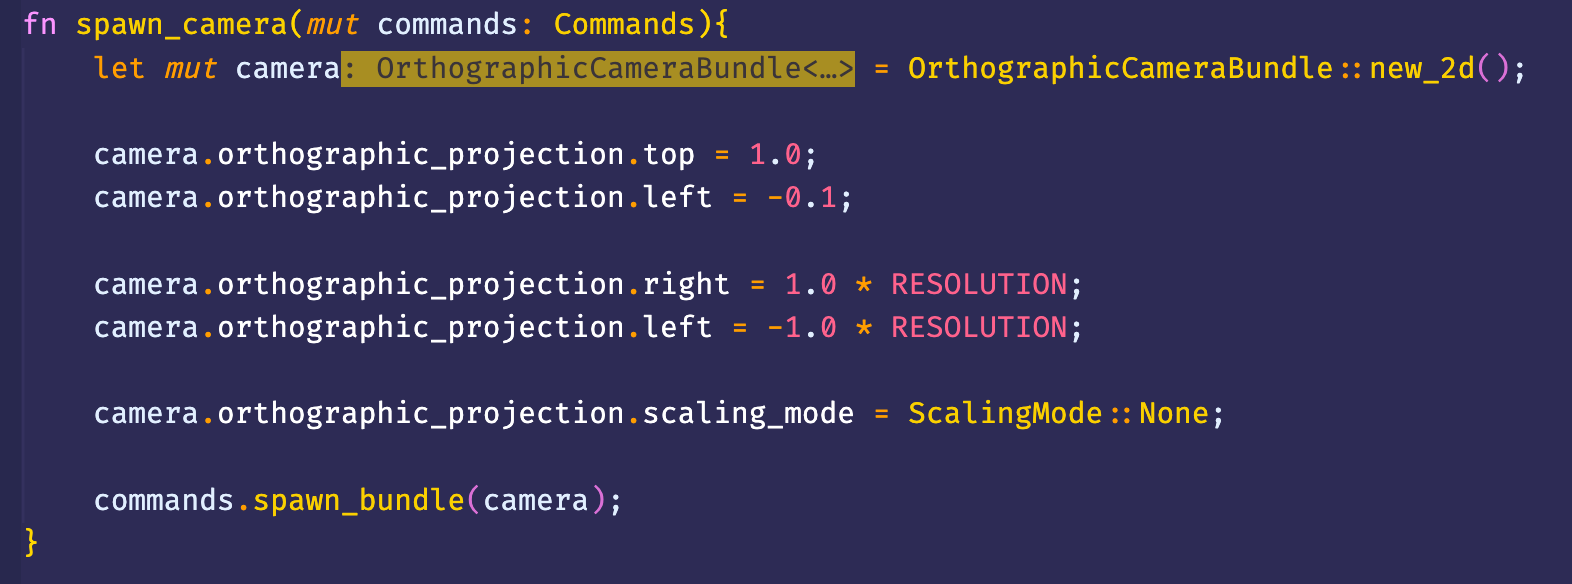 fn spawn_camera(mut commands: Commands){
let mut camera: OrthographicCameraBundle<…> = OrthographicCameraBundle::new_2d();
camera.orthographic_projection.top = 1.0;
camera.orthographic_projection.left = -0.1;
camera.orthographic_projection.right = 1.0 * RESOLUTION;
camera.orthographic_projection.left = -1.0 * RESOLUTION;
camera.orthographic_projection.scaling_mode = ScalingMode::None;
commands.spawn_bundle(camera);
}